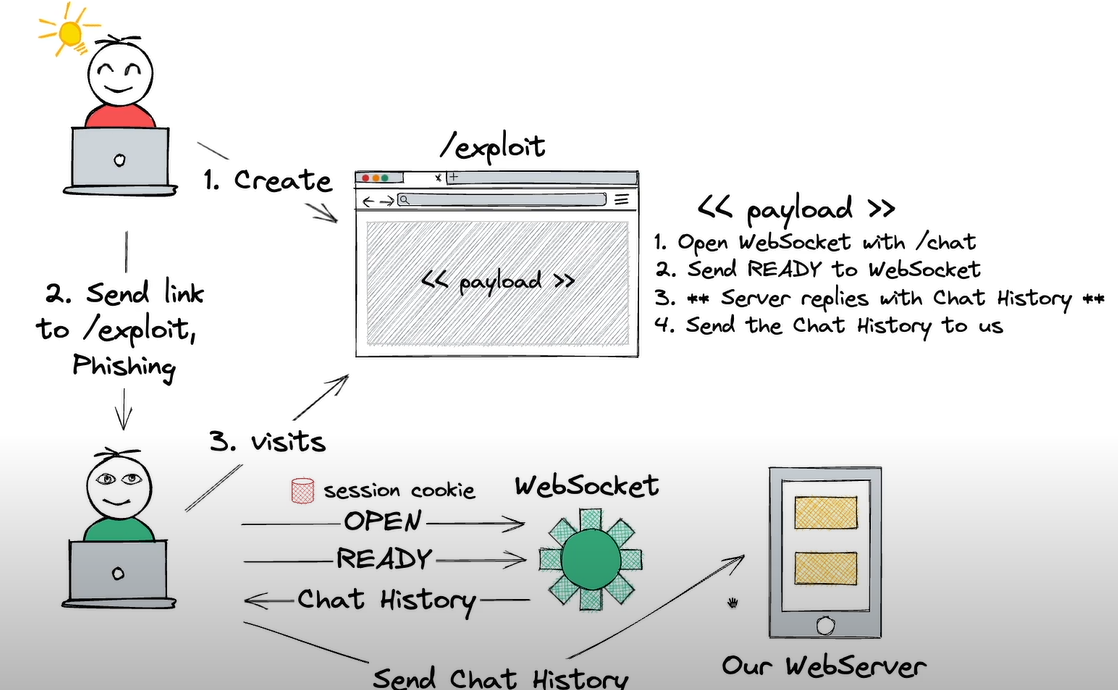 /exploit
1. Create
<< payload >>
<< payload >>
1. Open WebSocket with /chat
2. Send READY to WebSocket
3. ** Server replies with Chat History **
4. Send the Chat History to us
2. Send link
to /exploit,
Phishing
3. visits
session cookie
WebSocket
OPEN
READY
Chat History
Send Chat History
Our WebServer